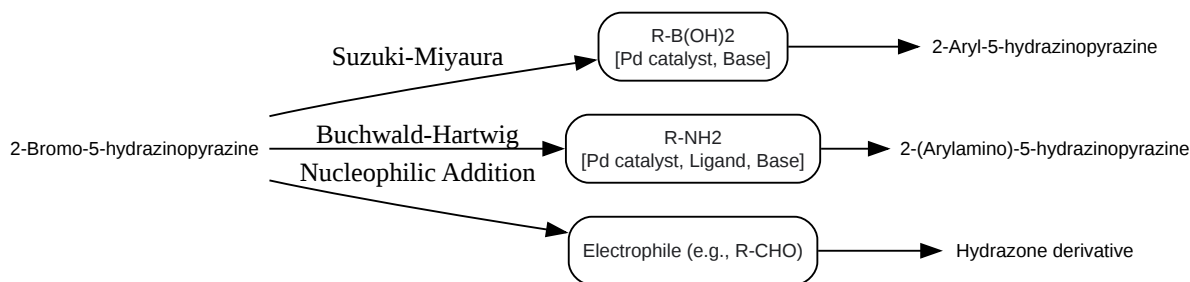 2-Bromo-5-hydrazinopyrazine
Suzuki-Miyaura
R-B(OH)2
[Pd catalyst, Base]
2-Aryl-5-hydrazinopyrazine
Buchwald-Hartwig
R-NH2
[Pd catalyst, Ligand, Base]
2-(Arylamino)-5-hydrazinopyrazine
Nucleophilic Addition
Electrophile (e.g., R-CHO)
Hydrazone derivative